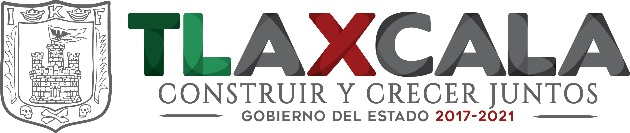 I K F
TLAXCALA
CONSTRUIR Y CRECER JUNTOS
GOBIERNO DEL ESTADO 2017-2021